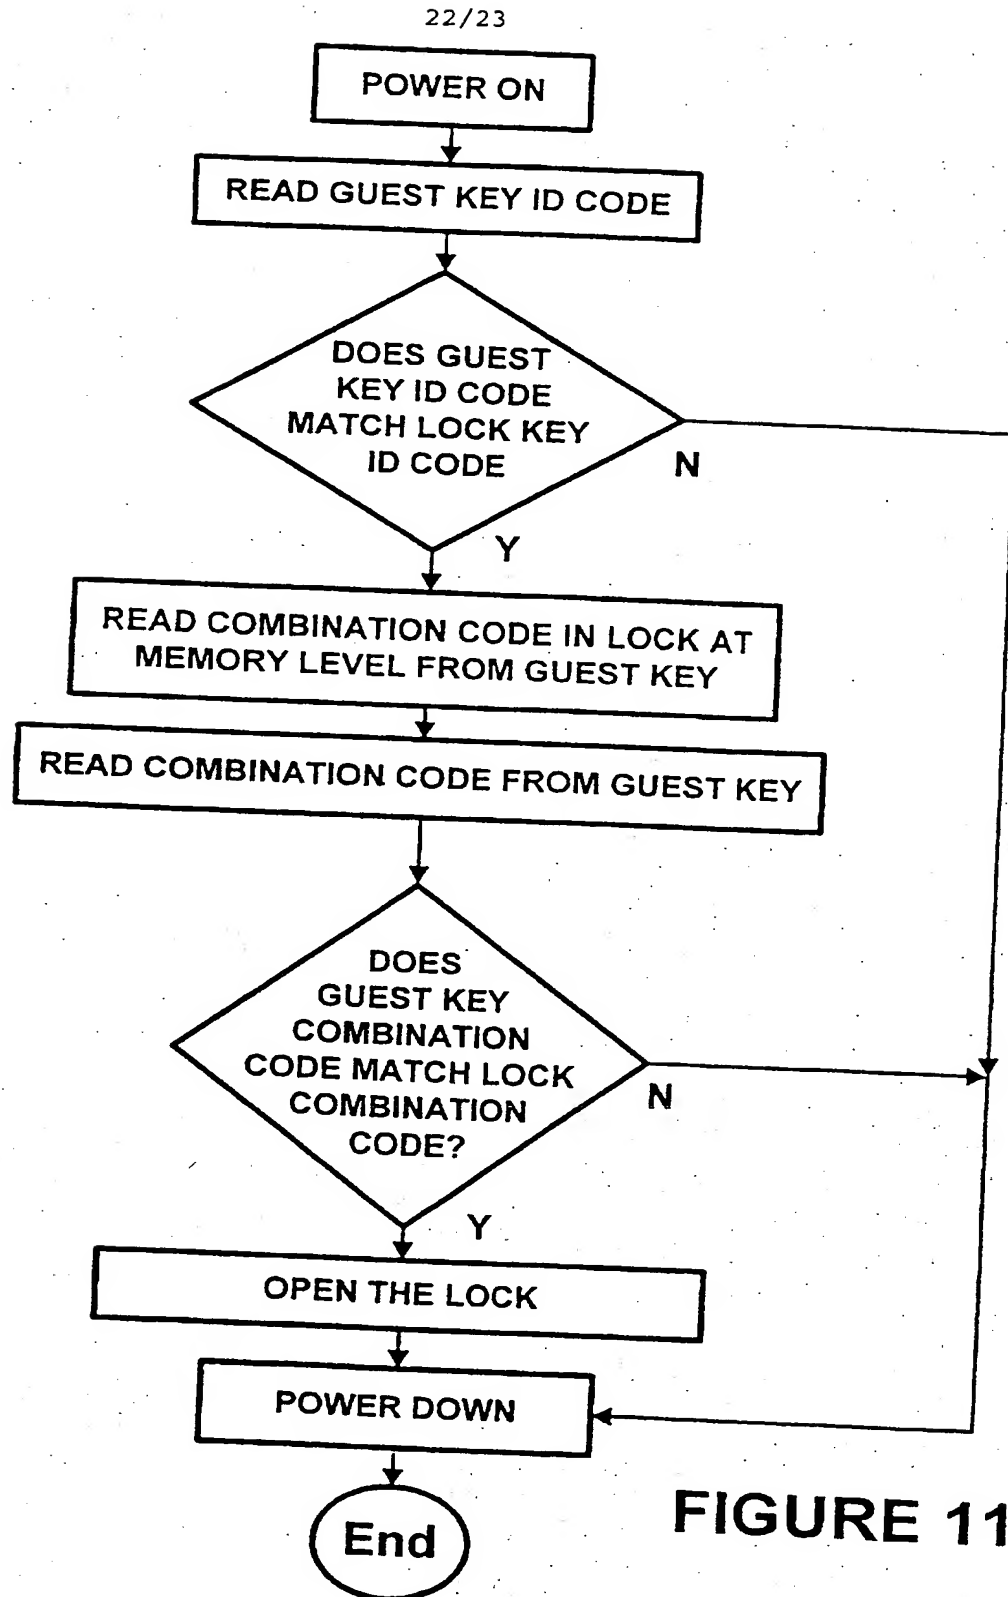 22/23
POWER ON
READ GUEST KEY ID CODE
DOES GUEST
KEY ID CODE
MATCH LOCK KEY
ID CODE
N
Y
READ COMBINATION CODE IN LOCK AT
MEMORY LEVEL FROM GUEST KEY
READ COMBINATION CODE FROM GUEST KEY
DOES
GUEST KEY
COMBINATION
CODE MATCH LOCK
COMBINATION
CODE?
N
Y
OPEN THE LOCK
POWER DOWN
End
FIGURE 11